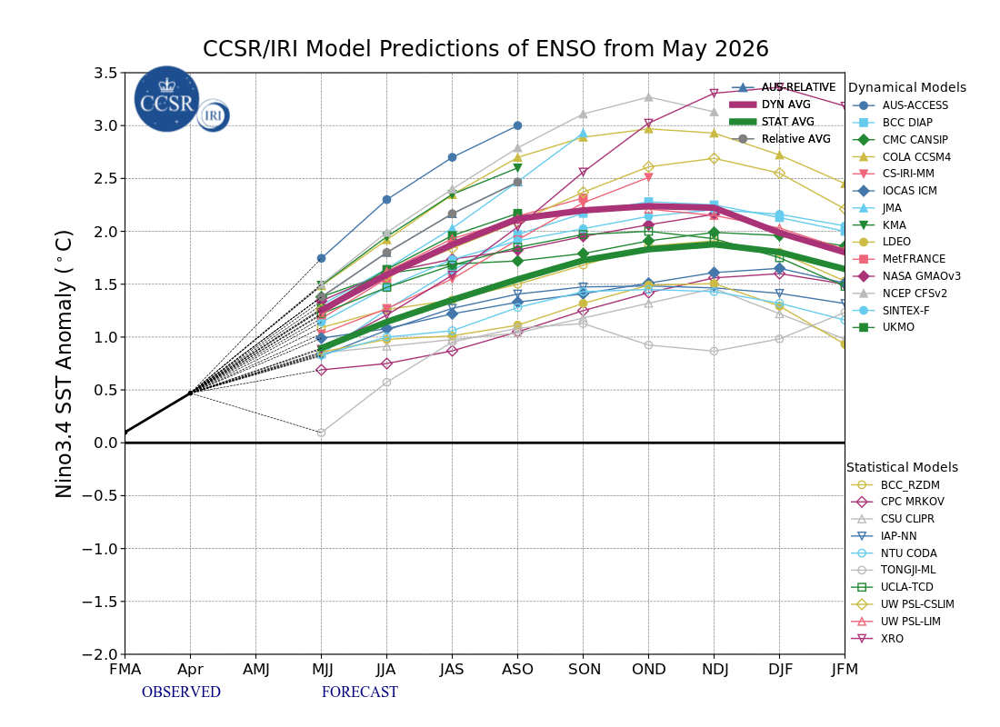 CCSR/IRI Model Predictions of ENSO from May 2026
Nino3.4 SST Anomaly (°C)
3.5
3.0
2.5
2.0
1.5
1.0
0.5
0.0
−0.5
−1.0
−1.5
−2.0
CCSR
IRI
AUS-RELATIVE
DYN AVG
STAT AVG
Relative AVG
Dynamical Models
AUS-ACCESS
BCC DIAP
CMC CANSIP
COLA CCSM4
CS-IRI-MM
IOCAS ICM
JMA
KMA
LDEO
MetFRANCE
NASA GMAOv3
NCEP CFSv2
SINTEX-F
UKMO
Statistical Models
BCC_RZDM
CPC MRKOV
CSU CLIPR
IAP-NN
NTU CODA
TONGJI-ML
UCLA-TCD
UW PSL-CSLIM
UW PSL-LIM
XRO
FMA Apr AMJ MJJ JJA JAS ASO SON OND NDJ DJF JFM
OBSERVED FORECAST